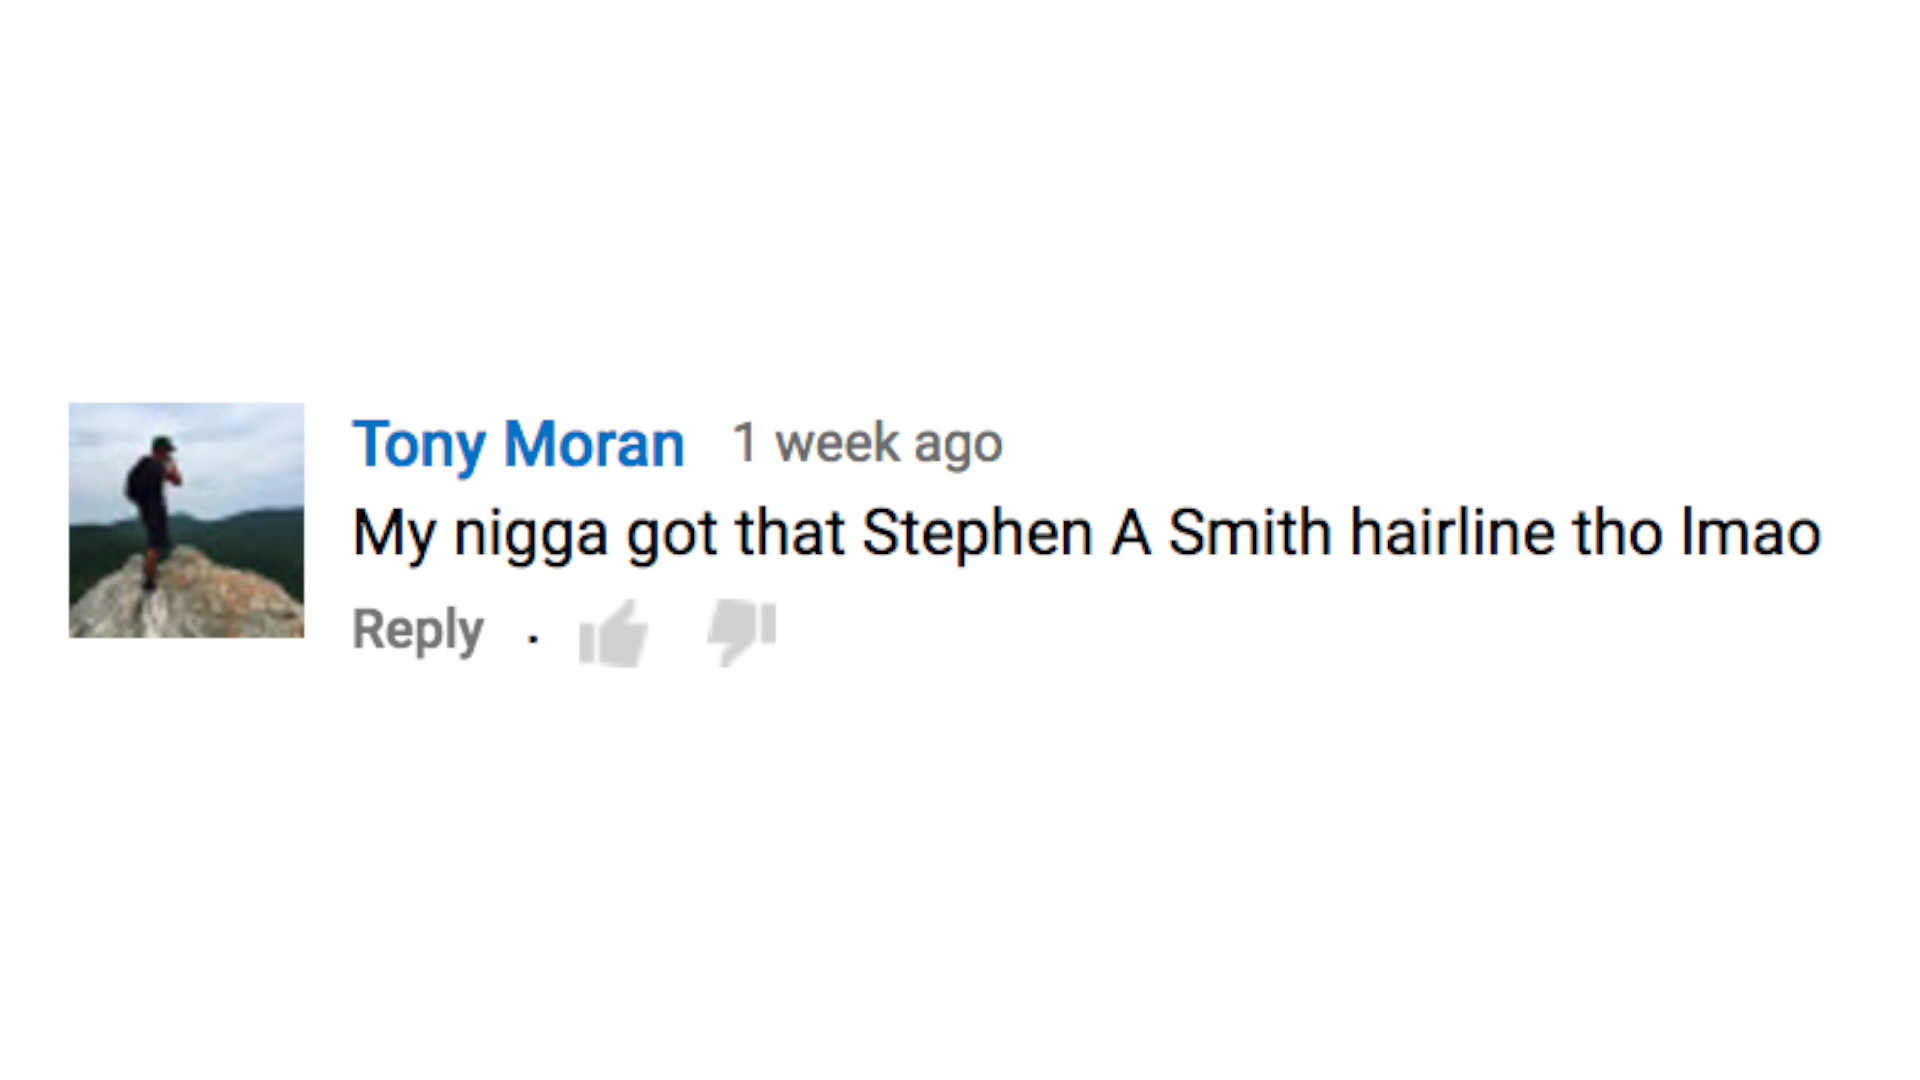 Tony Moran 1 week ago
My nigga got that Stephen A Smith hairline tho lmao
Reply .